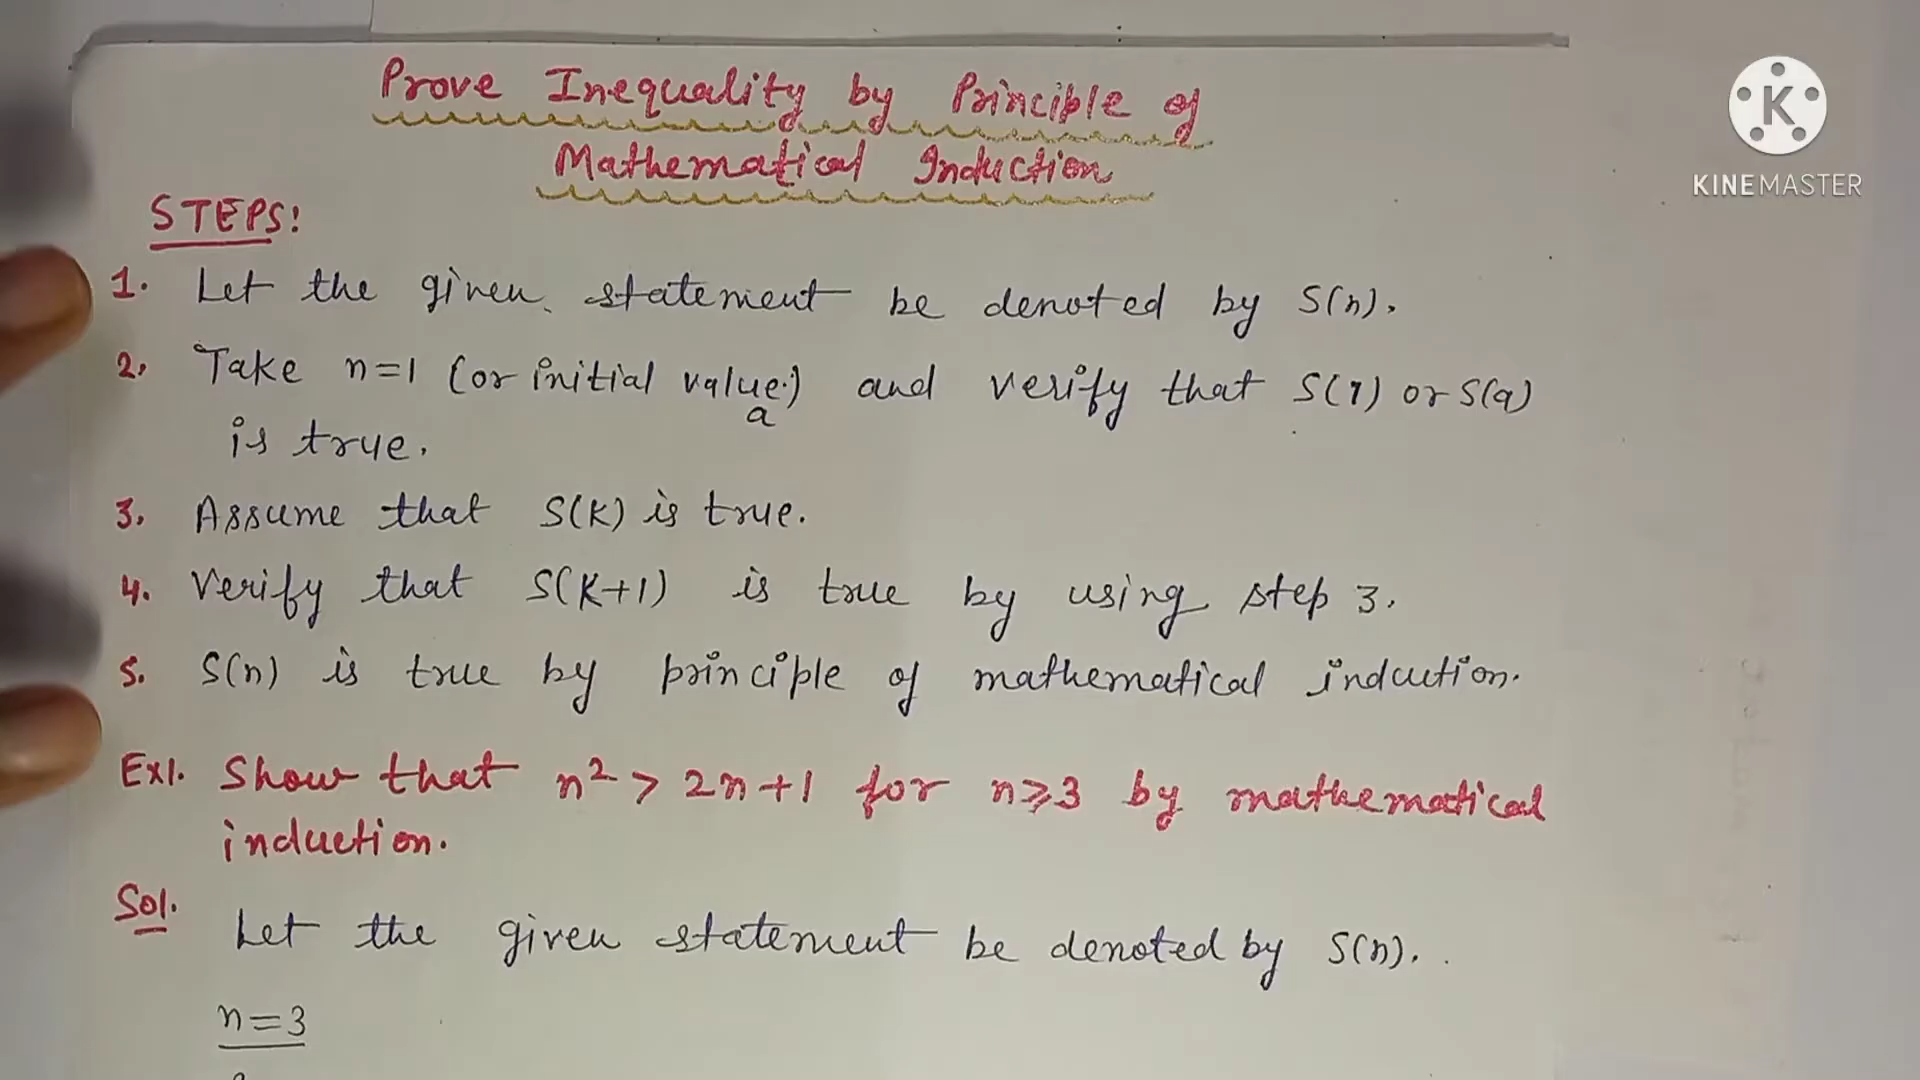 Prove Inequality by Principle of
Mathematical Induction
STEPS:
1. Let the given statement be denoted by S(n).
2. Take n=1 (or initial value) and verify that S(1) or S(a)
a
is true.
3. Assume that S(K) is true.
4. Verify that S(K+1) is true by using step 3.
5. S(n) is true by principle of mathematical induction.
Ex1. Show that n² > 2n+1 for n⩾3 by mathematical
induction.
Sol. Let the given statement be denoted by S(n).
n=3
K
KINEMASTER